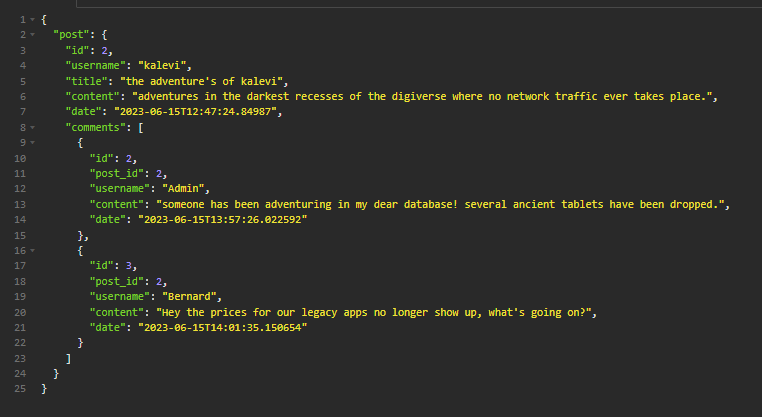 1 {
2 "post": {
3 "id": 2,
4 "username": "kalevi",
5 "title": "the adventure's of kalevi",
6 "content": "adventures in the darkest recesses of the digiverse where no network traffic ever takes place.",
7 "date": "2023-06-15T12:47:24.84987",
8 "comments": [
9 {
10 "id": 2,
11 "post_id": 2,
12 "username": "Admin",
13 "content": "someone has been adventuring in my dear database! several ancient tablets have been dropped.",
14 "date": "2023-06-15T13:57:26.022592"
15 },
16 {
17 "id": 3,
18 "post_id": 2,
19 "username": "Bernard",
20 "content": "Hey the prices for our legacy apps no longer show up, what's going on?",
21 "date": "2023-06-15T14:01:35.150654"
22 }
23 ]
24 }
25 }